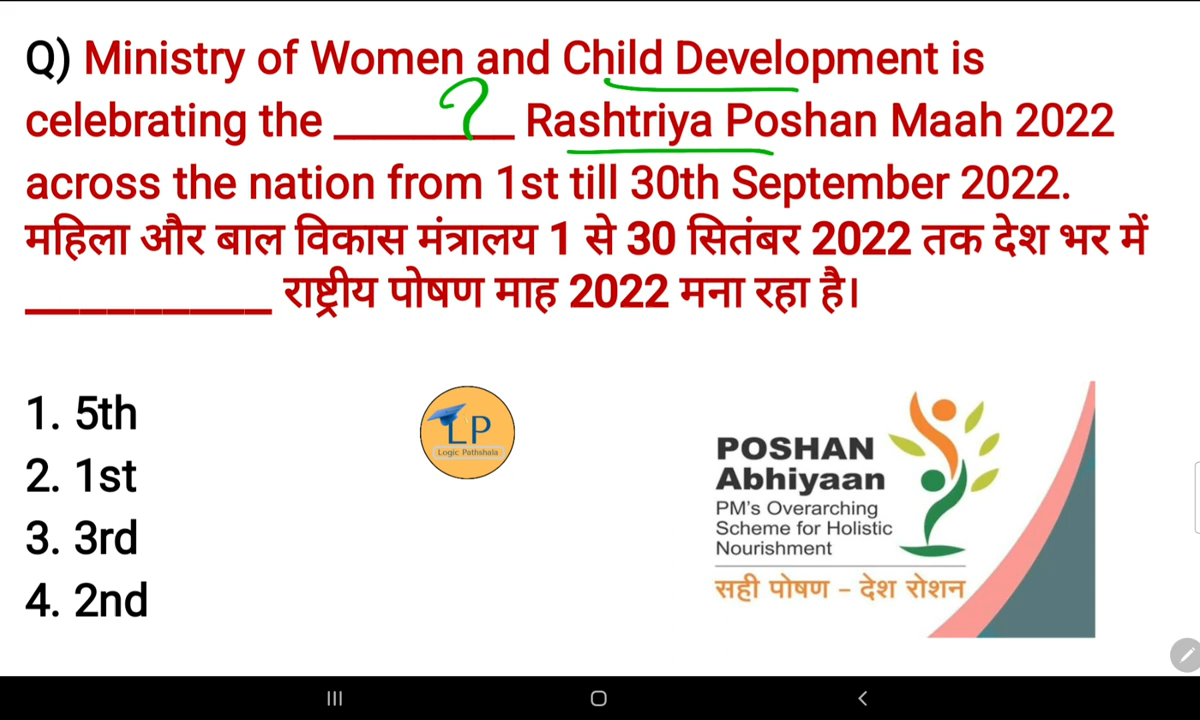 Q) Ministry of Women and Child Development is
celebrating the ________ ? Rashtriya Poshan Maah 2022
across the nation from 1st till 30th September 2022.
महिला और बाल विकास मंत्रालय 1 से 30 सितंबर 2022 तक देश भर में
__________ राष्ट्रीय पोषण माह 2022 मना रहा है।
1. 5th
2. 1st
3. 3rd
4. 2nd
LP
Logic Pathshala
POSHAN
Abhiyaan
PM's Overarching
Scheme for Holistic
Nourishment
सही पोषण – देश रोशन